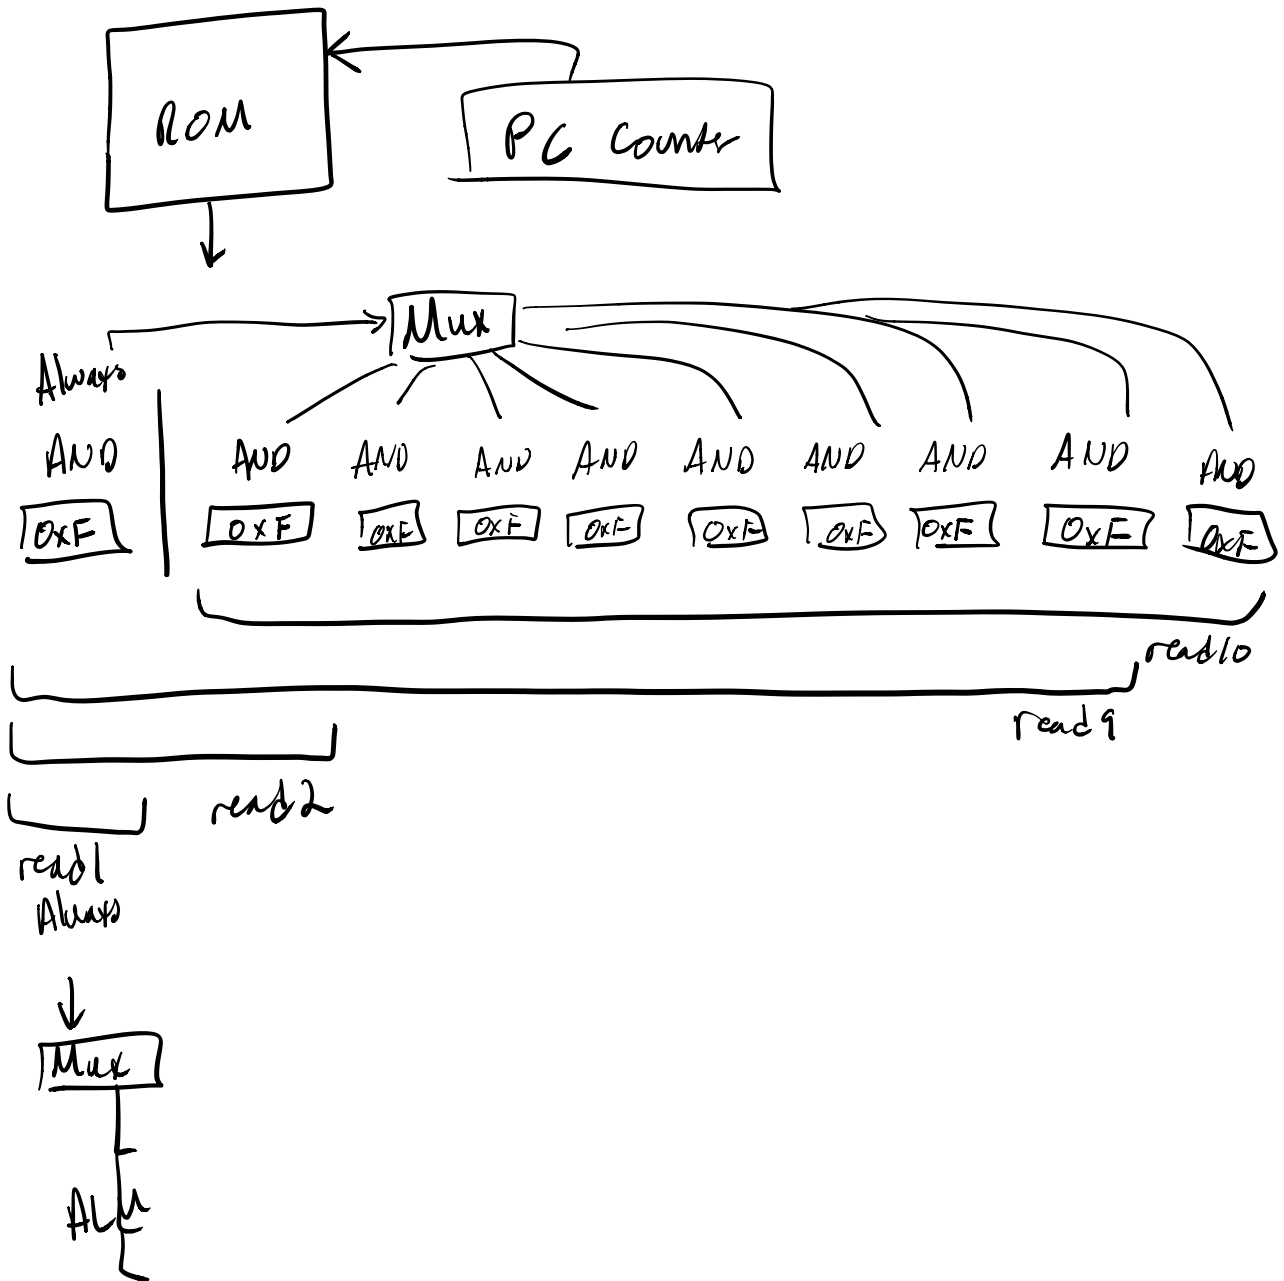 ROM
PC Counter
Mux
Always
AND AND AND AND AND AND AND AND AND AND
0xF 0xF 0xF 0xF 0xF 0xF 0xF 0xF 0xF 0xF
read10
read9
read2
read1
Always
Mux
ALU